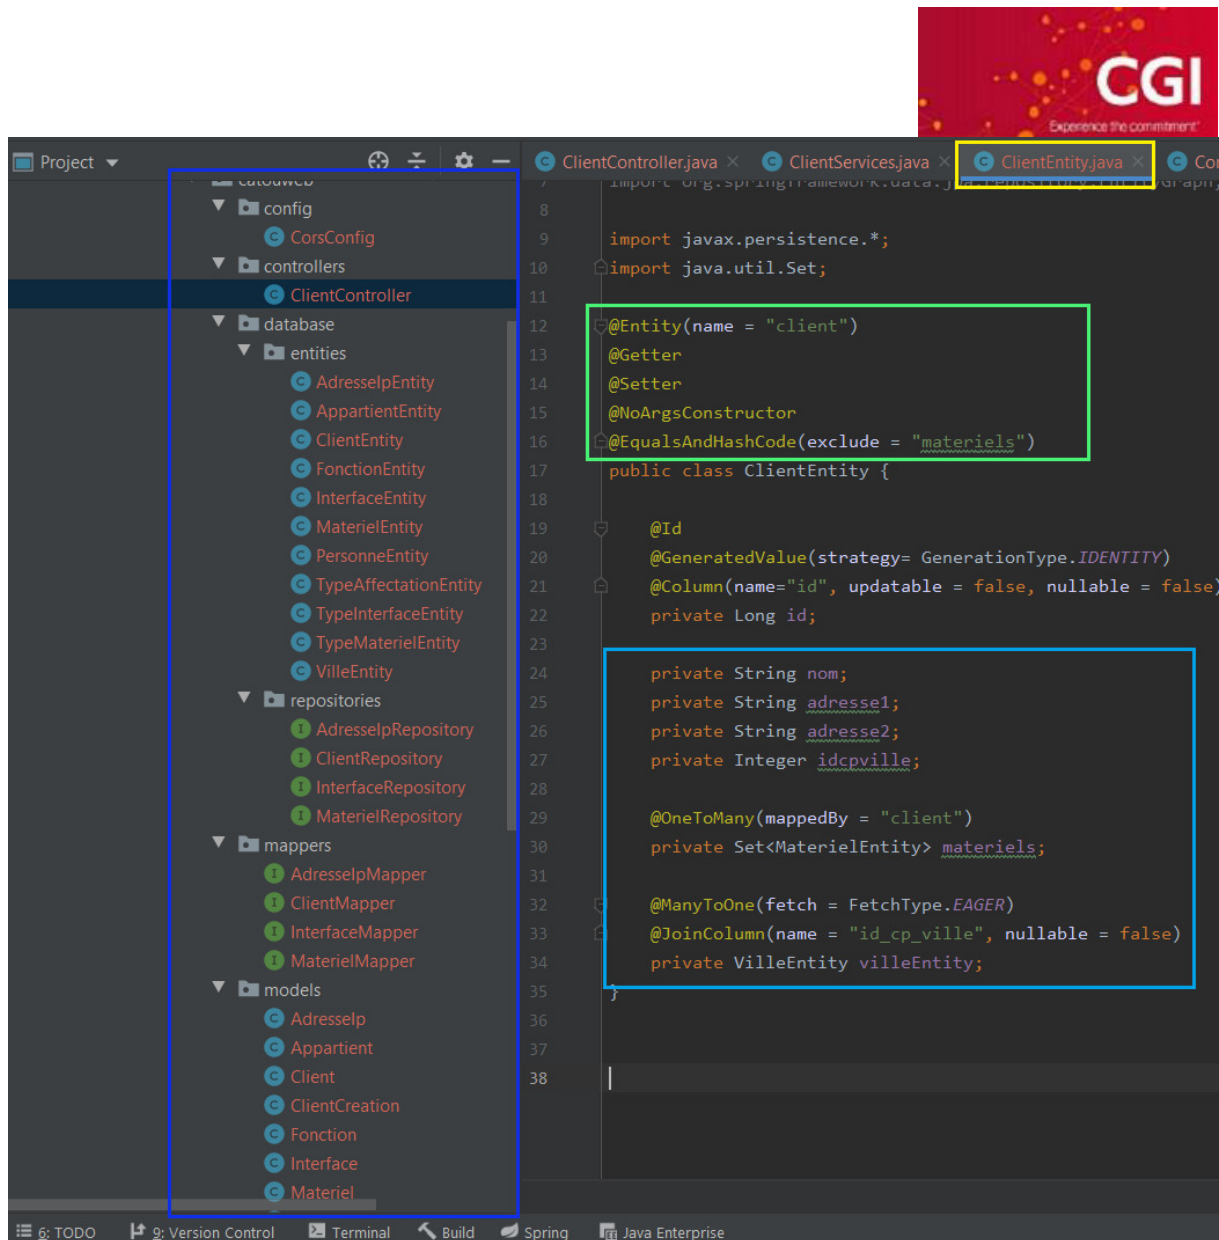 CGI
Experience the commitment
Project
ClientController.java
ClientServices.java
ClientEntity.java
catouweb
config
CorsConfig
controllers
ClientController
database
entities
AdresseIpEntity
AppartientEntity
ClientEntity
FonctionEntity
InterfaceEntity
MaterielEntity
PersonneEntity
TypeAffectationEntity
TypeInterfaceEntity
TypeMaterielEntity
VilleEntity
repositories
AdresseIpRepository
ClientRepository
InterfaceRepository
MaterielRepository
mappers
AdresseIpMapper
ClientMapper
InterfaceMapper
MaterielMapper
models
AdresseIp
Appartient
Client
ClientCreation
Fonction
Interface
Materiel
8
9 import javax.persistence.*;
10 import java.util.Set;
11
12 @Entity(name = "client")
13 @Getter
14 @Setter
15 @NoArgsConstructor
16 @EqualsAndHashCode(exclude = "materiels")
17 public class ClientEntity {
18
19 @Id
20 @GeneratedValue(strategy= GenerationType.IDENTITY)
21 @Column(name="id", updatable = false, nullable = false)
22 private Long id;
23
24 private String nom;
25 private String adresse1;
26 private String adresse2;
27 private Integer idcpville;
28
29 @OneToMany(mappedBy = "client")
30 private Set<MaterielEntity> materiels;
31
32 @ManyToOne(fetch = FetchType.EAGER)
33 @JoinColumn(name = "id_cp_ville", nullable = false)
34 private VilleEntity villeEntity;
35 }
36
37
38
6: TODO 9: Version Control Terminal Build Spring Java Enterprise